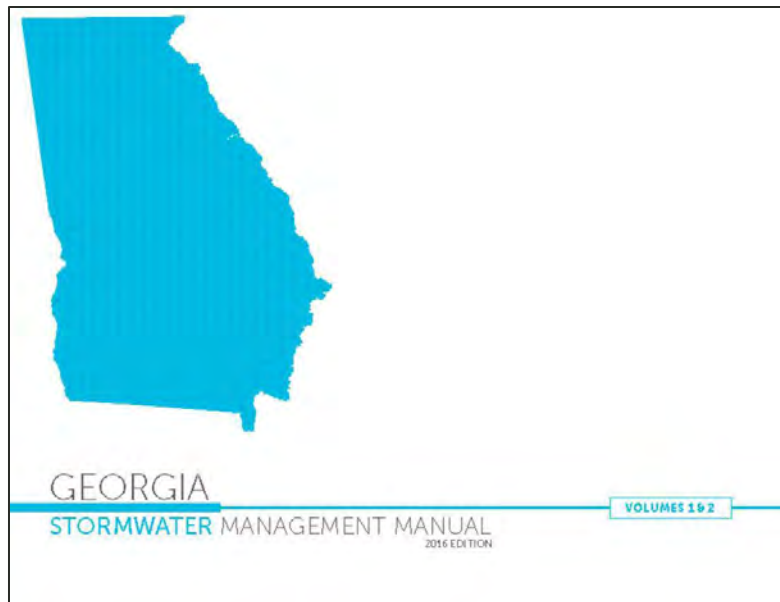 GEORGIA
VOLUMES 1 & 2
STORMWATER MANAGEMENT MANUAL
2016 EDITION